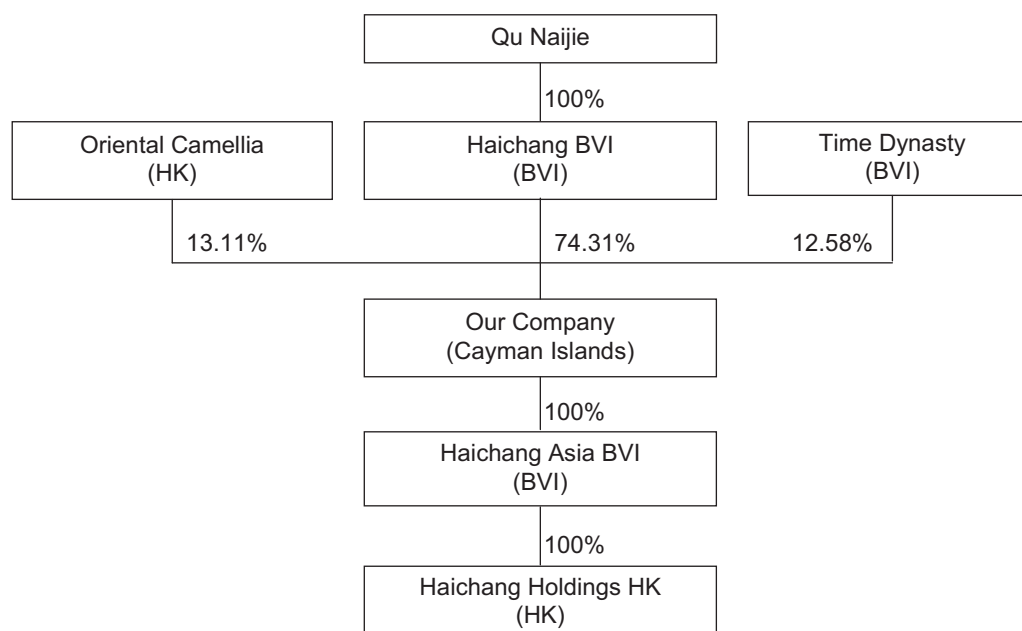 Qu Naijie
100%
Oriental Camellia
(HK)
Haichang BVI
(BVI)
Time Dynasty
(BVI)
13.11%
74.31%
12.58%
Our Company
(Cayman Islands)
100%
Haichang Asia BVI
(BVI)
100%
Haichang Holdings HK
(HK)